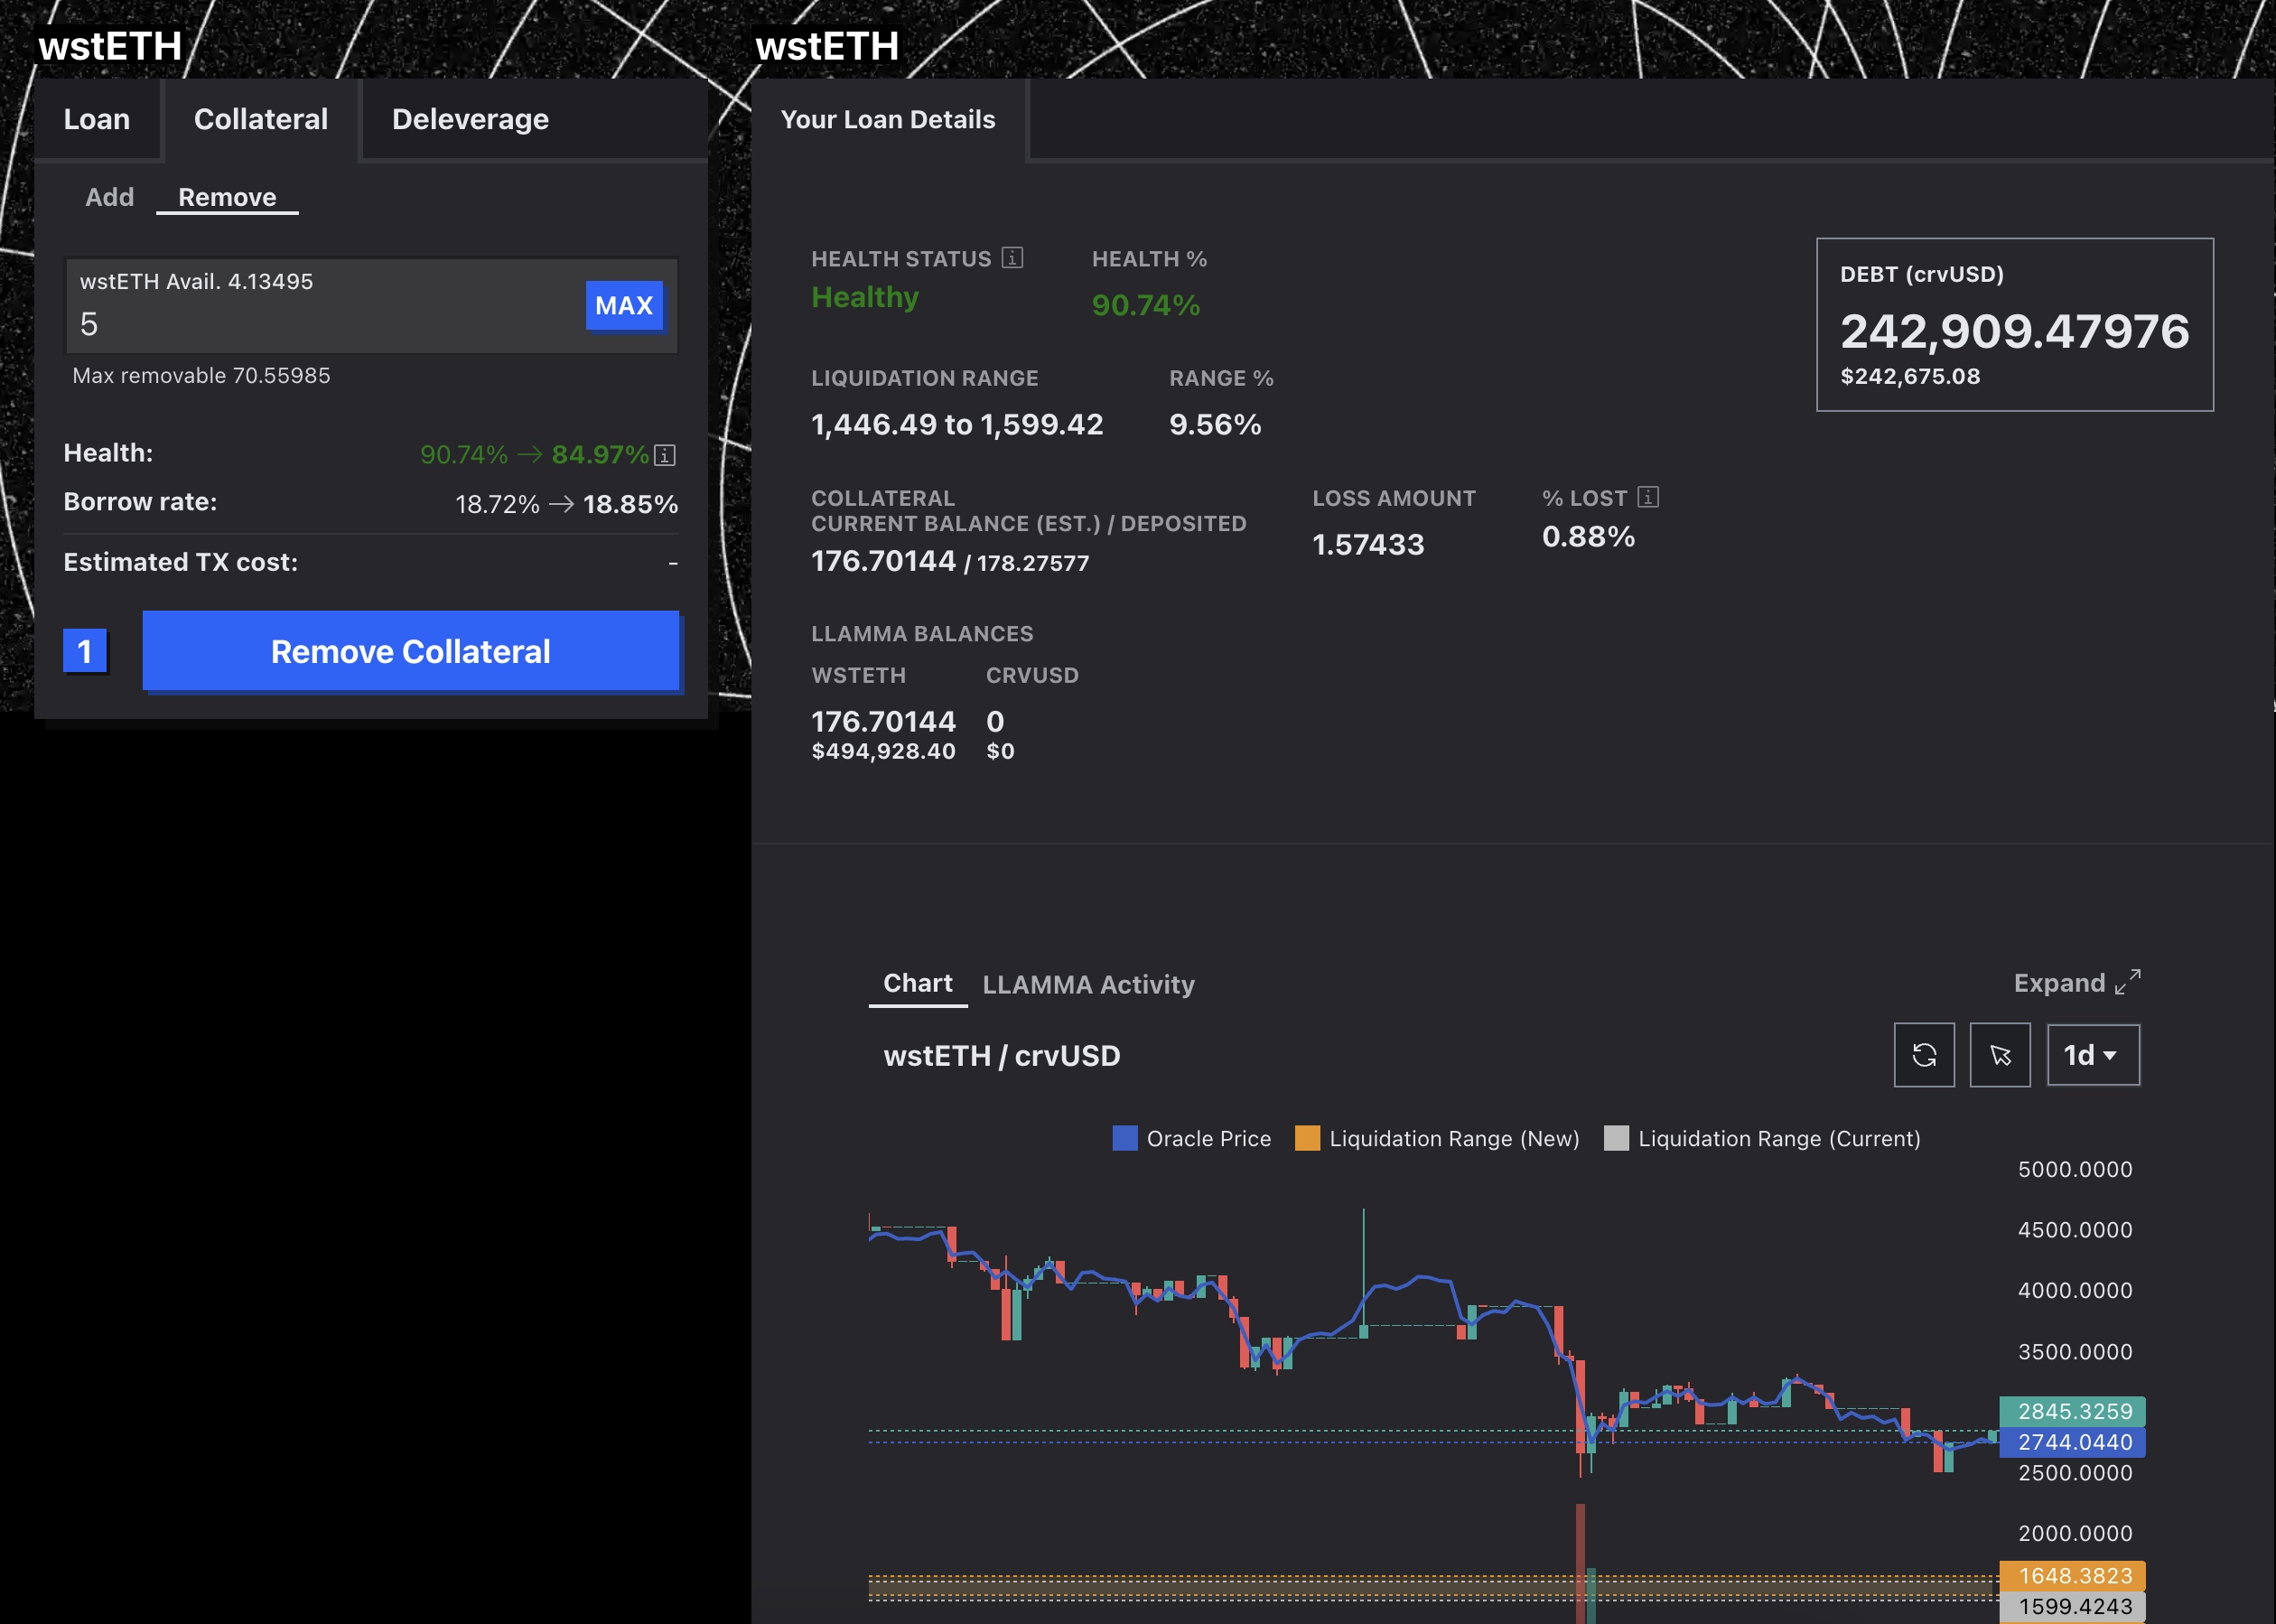 wstETH
Loan
Collateral
Deleverage
Add
Remove
wstETH Avail. 4.13495
5
MAX
Max removable 70.55985
Health:
90.74% → 84.97%
Borrow rate:
18.72% → 18.85%
Estimated TX cost:
-
1
Remove Collateral
wstETH
Your Loan Details
HEALTH STATUS
Healthy
HEALTH %
90.74%
DEBT (crvUSD)
242,909.47976
$242,675.08
LIQUIDATION RANGE
1,446.49 to 1,599.42
RANGE %
9.56%
COLLATERAL
CURRENT BALANCE (EST.) / DEPOSITED
176.70144 / 178.27577
LOSS AMOUNT
1.57433
% LOST
0.88%
LLAMMA BALANCES
WSTETH
176.70144
$494,928.40
CRVUSD
0
$0
Chart
LLAMMA Activity
Expand
wstETH / crvUSD
1d
Oracle Price
Liquidation Range (New)
Liquidation Range (Current)
5000.0000
4500.0000
4000.0000
3500.0000
2845.3259
2744.0440
2500.0000
2000.0000
1648.3823
1599.4243